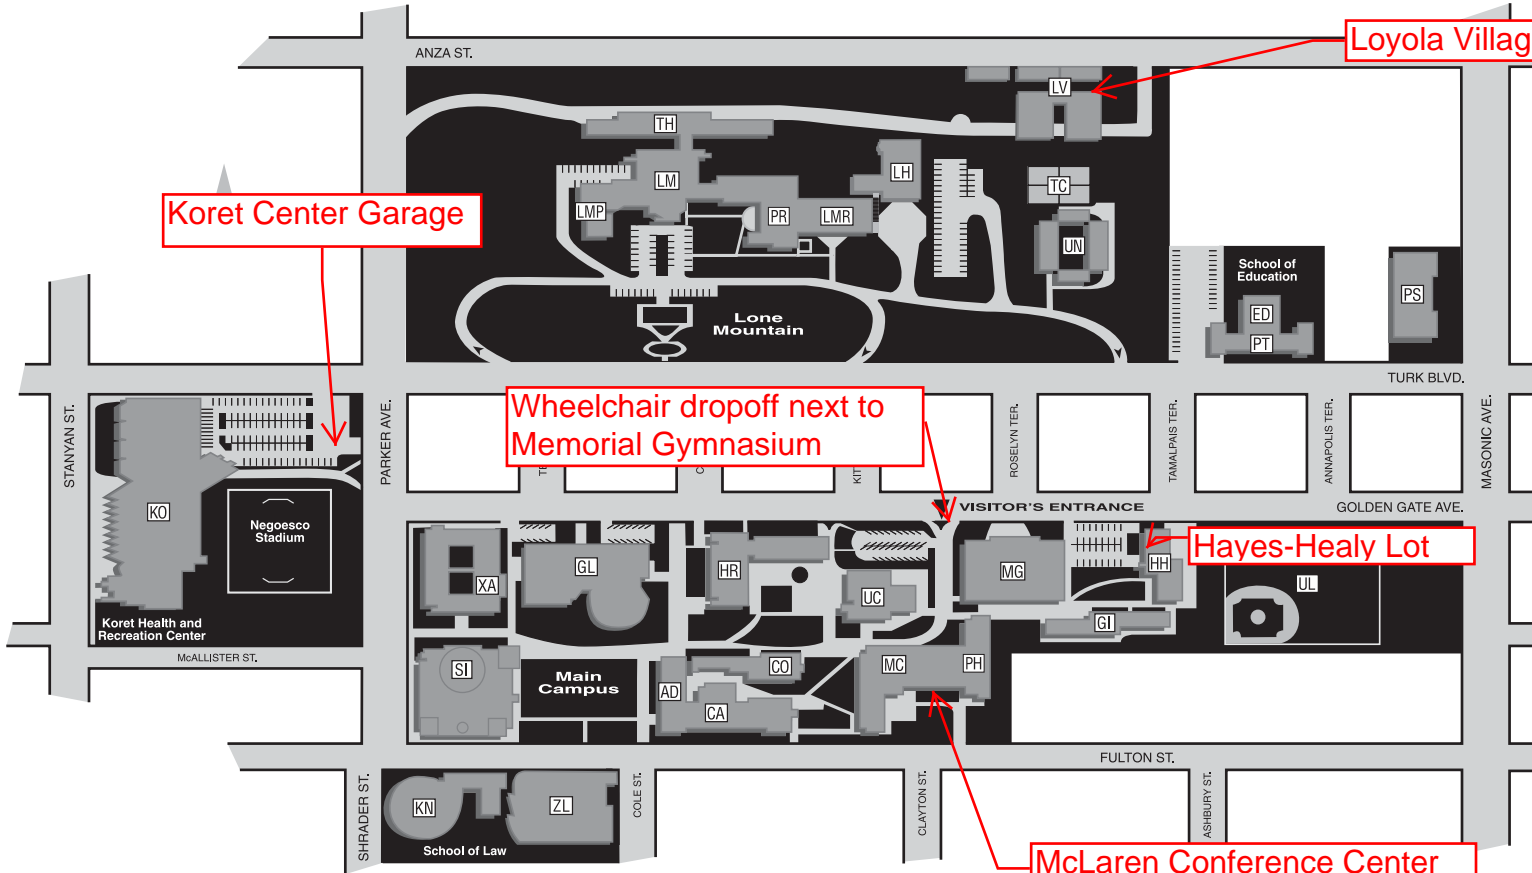 ANZA ST.
Loyola Villag
LV
TH
LH
LM
TC
LMP
Koret Center Garage
PR
LMR
UN
School of
Education
PS
ED
Lone
Mountain
PT
TURK BLVD.
STANYAN ST.
PARKER AVE.
Wheelchair dropoff next to
Memorial Gymnasium
ROSELYN TER.
TAMALPAIS TER.
ANNAPOLIS TER.
MASONIC AVE.
KIT
VISITOR'S ENTRANCE
GOLDEN GATE AVE.
KO
Negoesco
Stadium
GL
XA
HR
UC
MG
HH
Hayes-Healy Lot
UL
Koret Health and
Recreation Center
GI
McALLISTER ST.
SI
Main
Campus
AD
CO
CA
MC
PH
FULTON ST.
SHRADER ST.
KN
ZL
COLE ST.
CLAYTON ST.
ASHBURY ST.
School of Law
McLaren Conference Center